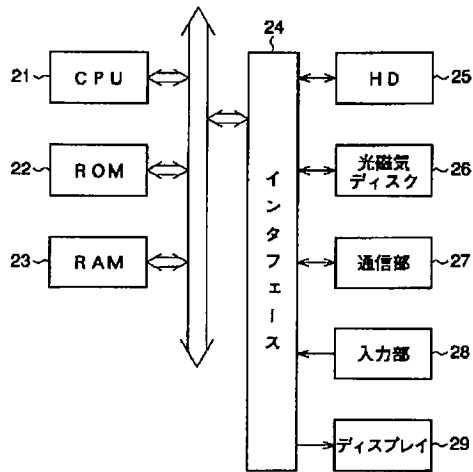 24
21 CPU
22 ROM
23 RAM
インタフェース
HD 25
光磁気
ディスク 26
通信部 27
入力部 28
ディスプレイ 29